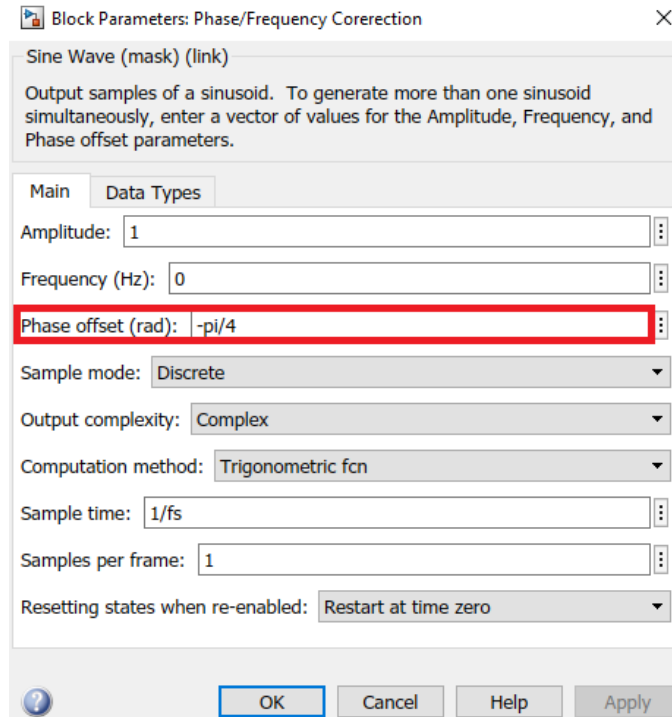 Block Parameters: Phase/Frequency Corerection
Sine Wave (mask) (link)
Output samples of a sinusoid.  To generate more than one sinusoid
simultaneously, enter a vector of values for the Amplitude, Frequency, and
Phase offset parameters.
Main Data Types
Amplitude: 1
Frequency (Hz): 0
Phase offset (rad): -pi/4
Sample mode: Discrete
Output complexity: Complex
Computation method: Trigonometric fcn
Sample time: 1/fs
Samples per frame: 1
Resetting states when re-enabled: Restart at time zero
OK Cancel Help Apply